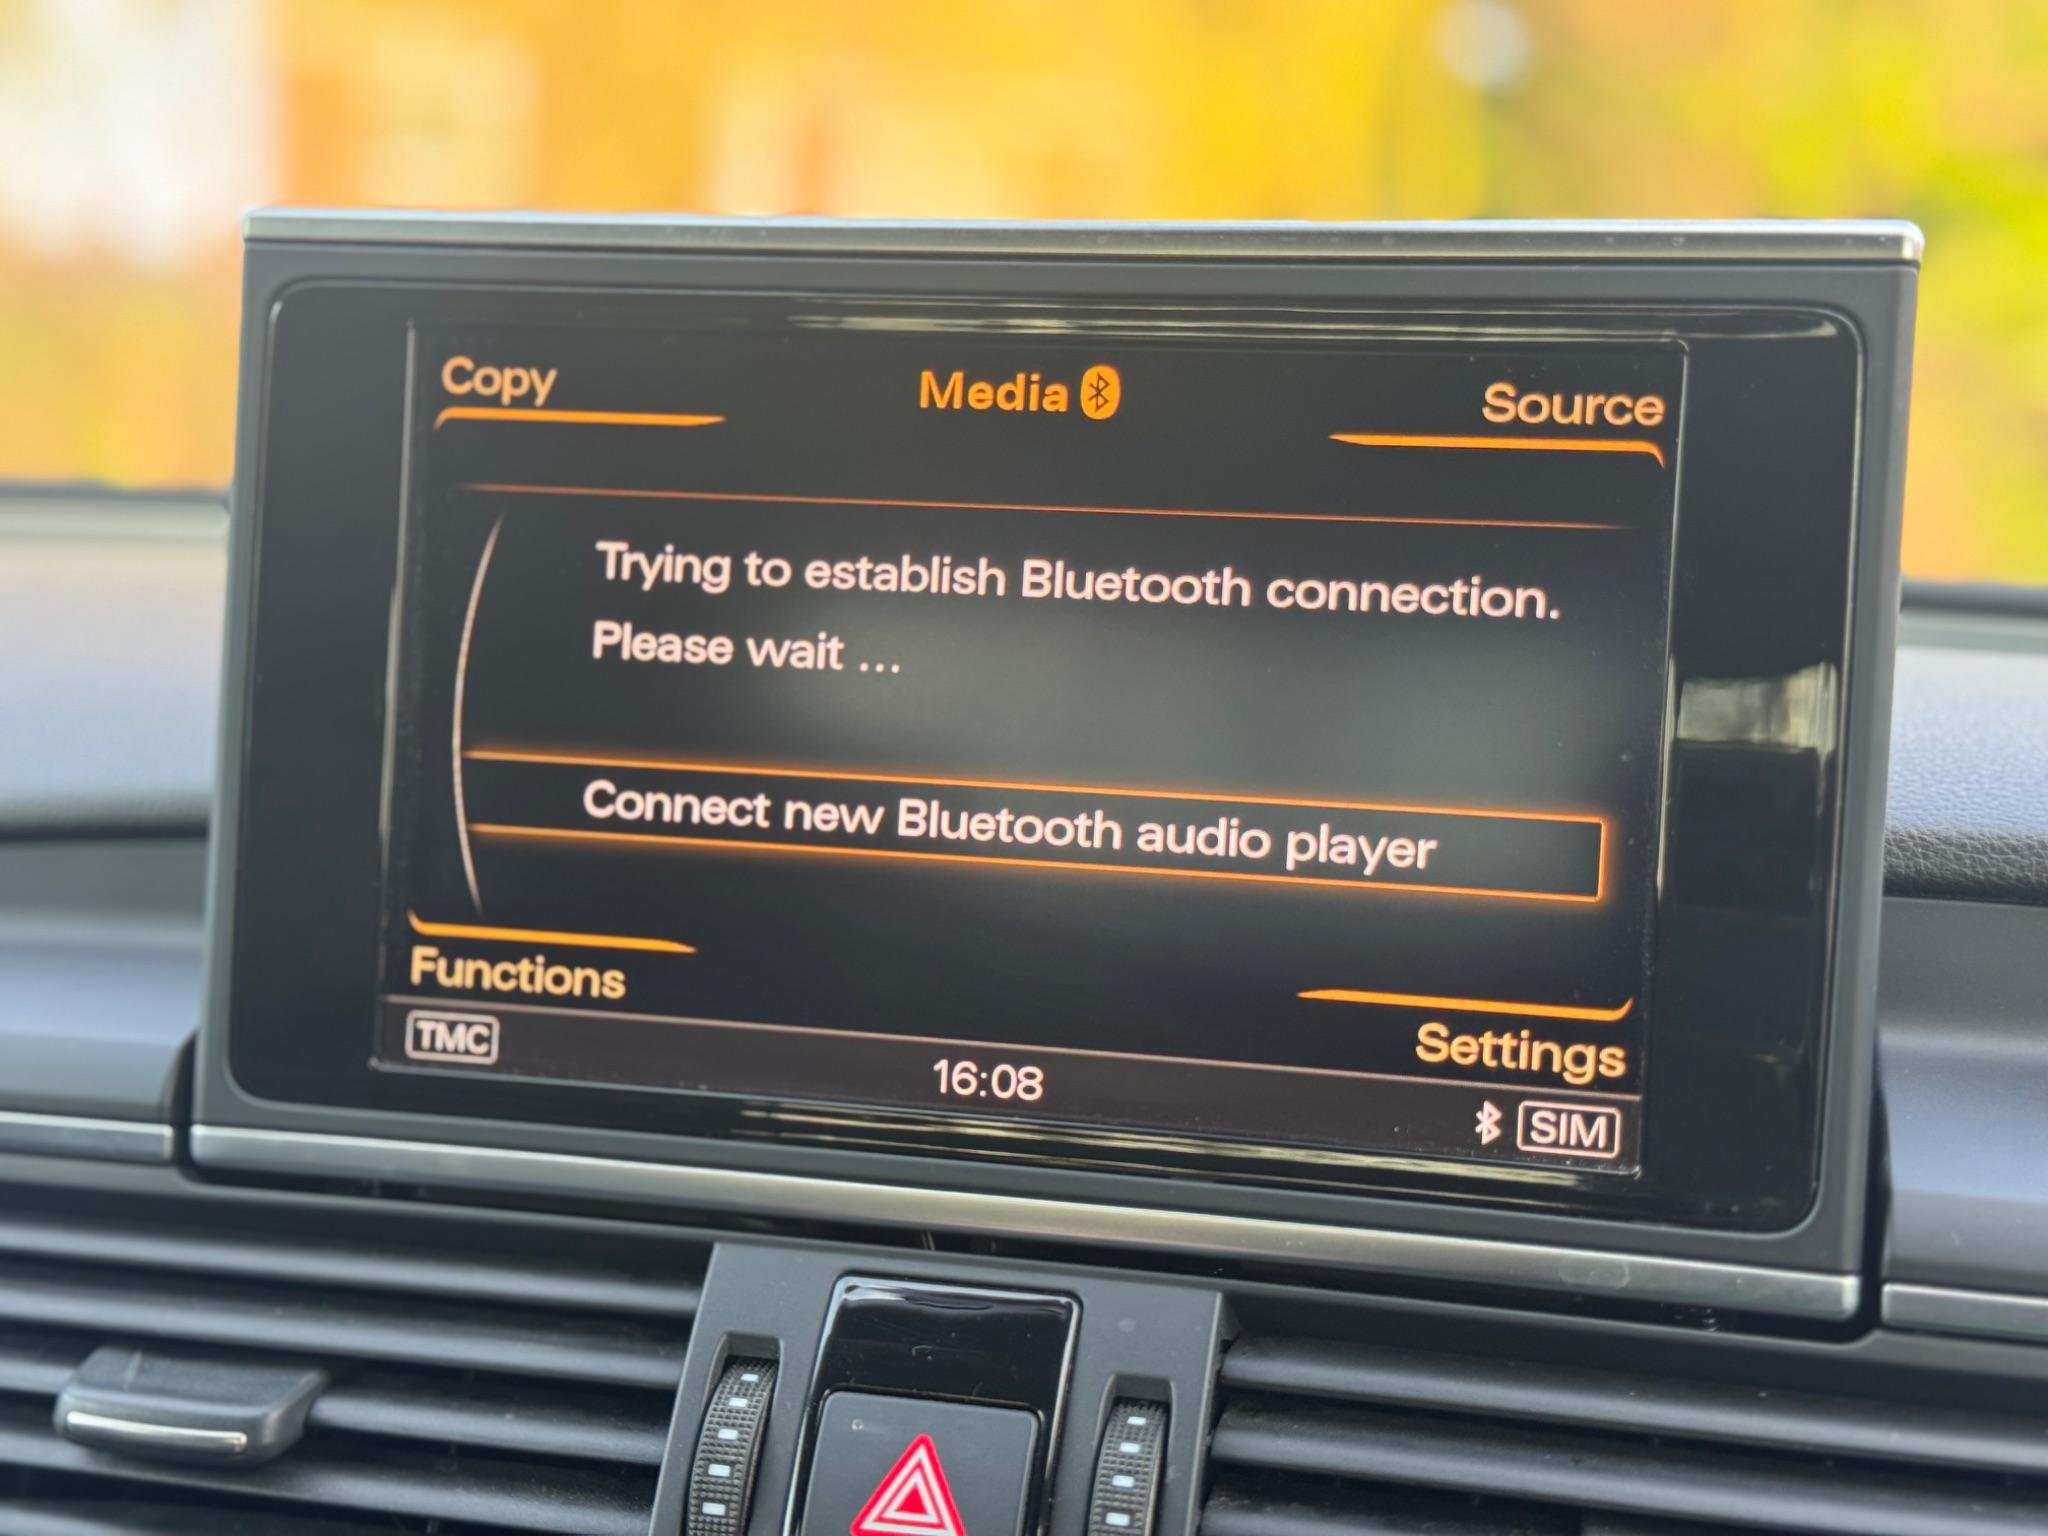 Copy
Media
Source
Trying to establish Bluetooth connection.
Please wait ...
Connect new Bluetooth audio player
Functions
Settings
TMC
16:08
SIM